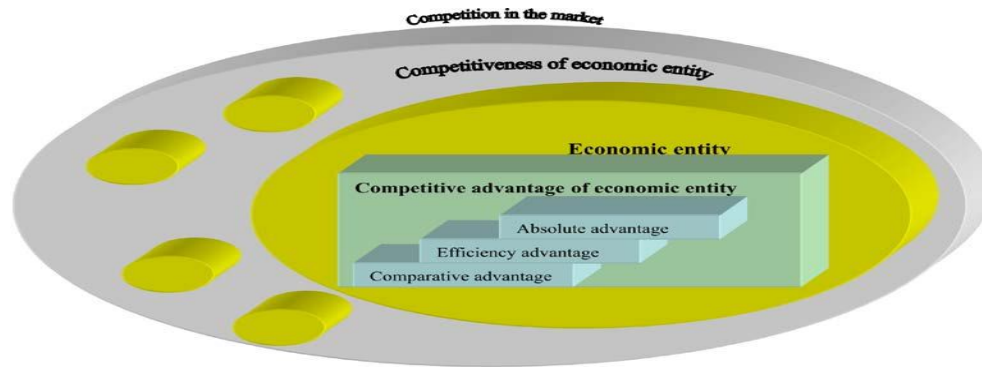 Competition in the market
Competitiveness of economic entity
Economic entity
Competitive advantage of economic entity
Absolute advantage
Efficiency advantage
Comparative advantage